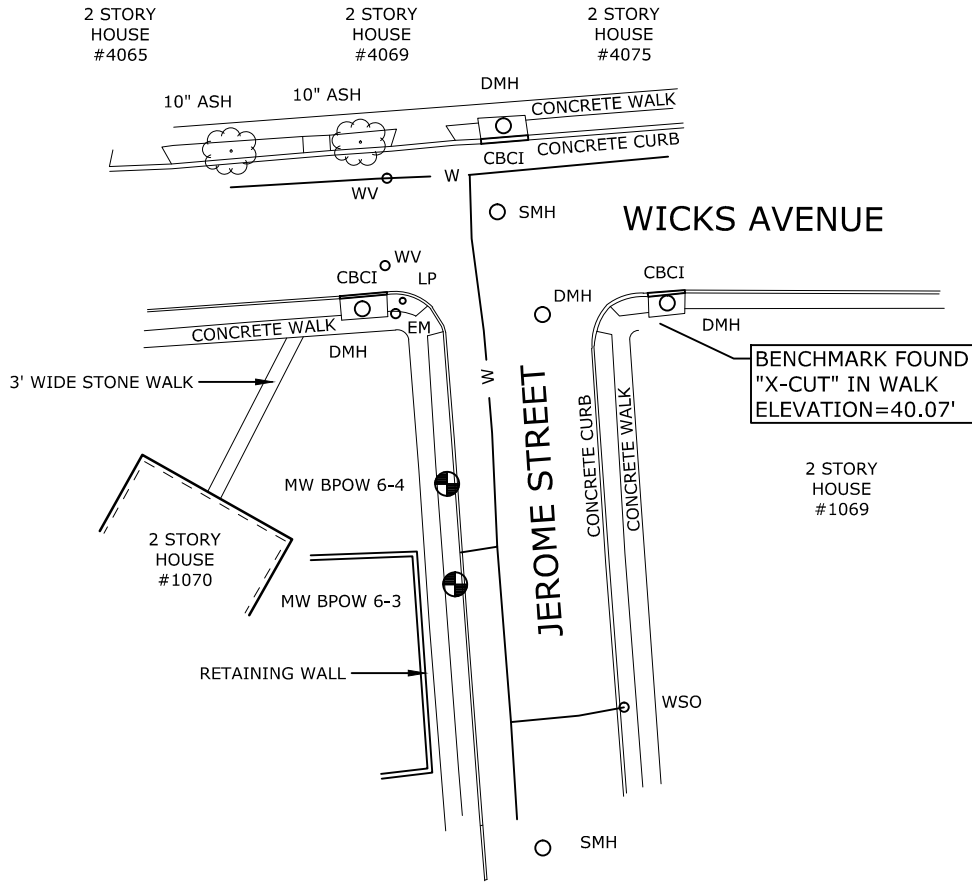 2 STORY
HOUSE
#4065
2 STORY
HOUSE
#4069
2 STORY
HOUSE
#4075
10" ASH
10" ASH
DMH
CONCRETE WALK
CONCRETE CURB
CBCI
WV
W
SMH
WICKS AVENUE
WV
CBCI
LP
DMH
CBCI
EM
CONCRETE WALK
DMH
DMH
BENCHMARK FOUND
"X-CUT" IN WALK
ELEVATION=40.07'
3' WIDE STONE WALK
W
JEROME STREET
CONCRETE CURB
CONCRETE WALK
2 STORY
HOUSE
#1069
MW BPOW 6-4
2 STORY
HOUSE
#1070
MW BPOW 6-3
RETAINING WALL
WSO
SMH